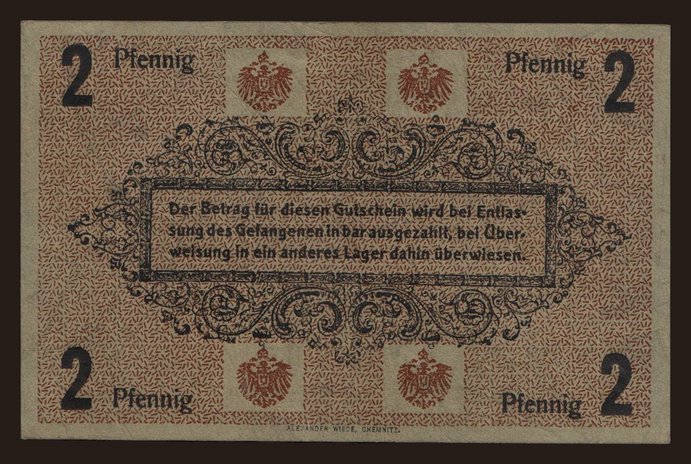 2 Pfennig Pfennig 2
Der Betrag für diesen Gutschein wird bei Entlas-
sung des Gefangenen in bar ausgezahlt, bei Über-
weisung in ein anderes Lager dahin überwiesen.
2 Pfennig Pfennig 2
ALEXANDER WIEDE, CHEMNITZ.